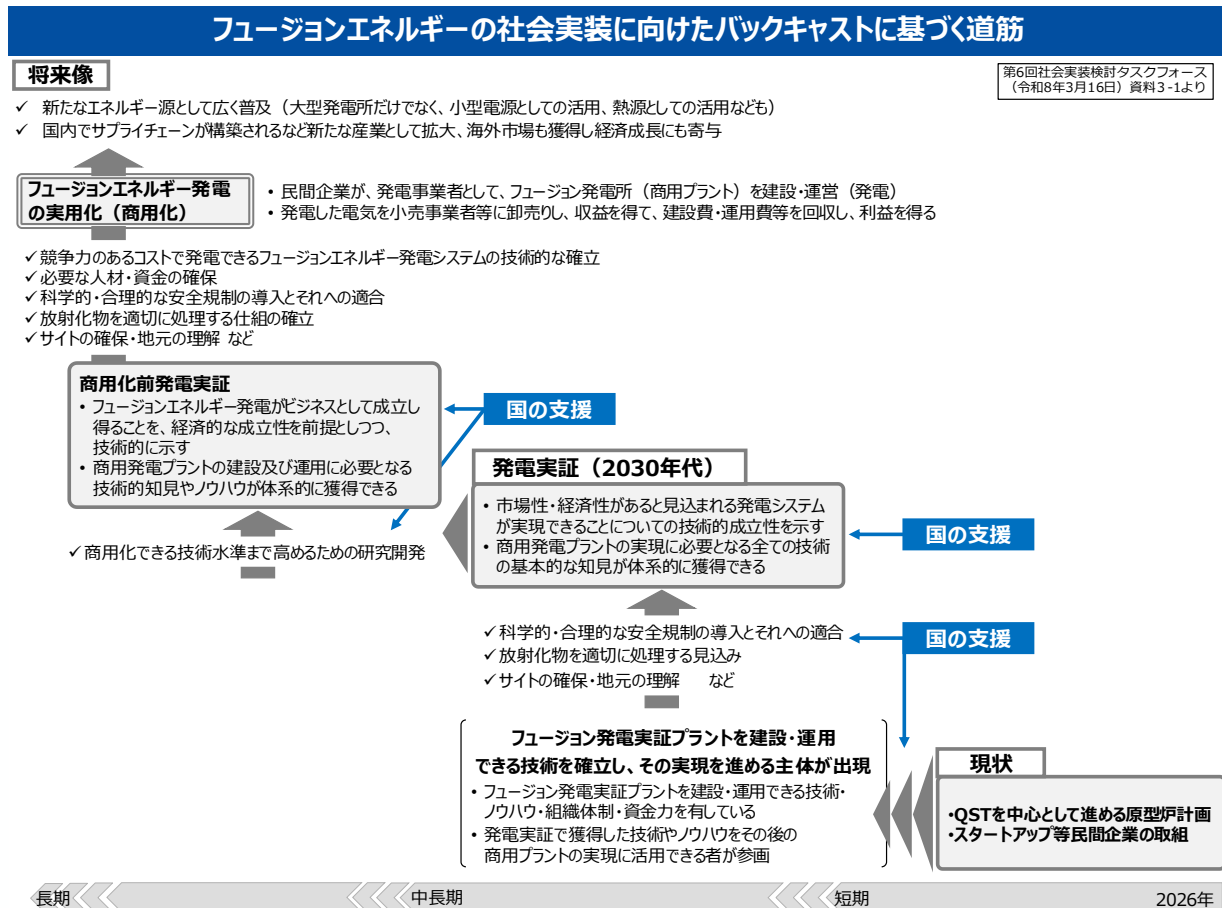 フュージョンエネルギーの社会実装に向けたバックキャストに基づく道筋
将来像
第6回社会実装検討タスクフォース
（令和8年3月16日）資料3-1より
✓ 新たなエネルギー源として広く普及（大型発電所だけでなく、小型電源としての活用、熱源としての活用なども）
✓ 国内でサプライチェーンが構築されるなど新たな産業として拡大、海外市場も獲得し経済成長にも寄与
フュージョンエネルギー発電
の実用化（商用化）
• 民間企業が、発電事業者として、フュージョン発電所（商用プラント）を建設・運営（発電）
• 発電した電気を小売事業者等に卸売りし、収益を得て、建設費・運用費等を回収し、利益を得る
✓競争力のあるコストで発電できるフュージョンエネルギー発電システムの技術的な確立
✓必要な人材・資金の確保
✓科学的・合理的な安全規制の導入とそれへの適合
✓放射化物を適切に処理する仕組の確立
✓サイトの確保・地元の理解 など
商用化前発電実証
• フュージョンエネルギー発電がビジネスとして成立し
得ることを、経済的な成立性を前提としつつ、
技術的に示す
• 商用発電プラントの建設及び運用に必要となる
技術的知見やノウハウが体系的に獲得できる
国の支援
✓商用化できる技術水準まで高めるための研究開発
発電実証（2030年代）
• 市場性・経済性があると見込まれる発電システム
が実現できることについての技術的成立性を示す
• 商用発電プラントの実現に必要となる全ての技術
の基本的な知見が体系的に獲得できる
国の支援
✓科学的・合理的な安全規制の導入とそれへの適合
✓放射化物を適切に処理する見込み
✓サイトの確保・地元の理解 など
国の支援
フュージョン発電実証プラントを建設・運用
できる技術を確立し、その実現を進める主体が出現
• フュージョン発電実証プラントを建設・運用できる技術・
ノウハウ・組織体制・資金力を有している
• 発電実証で獲得した技術やノウハウをその後の
商用プラントの実現に活用できる者が参画
現状
・QSTを中心として進める原型炉計画
・スタートアップ等民間企業の取組
長期
中長期
短期
2026年